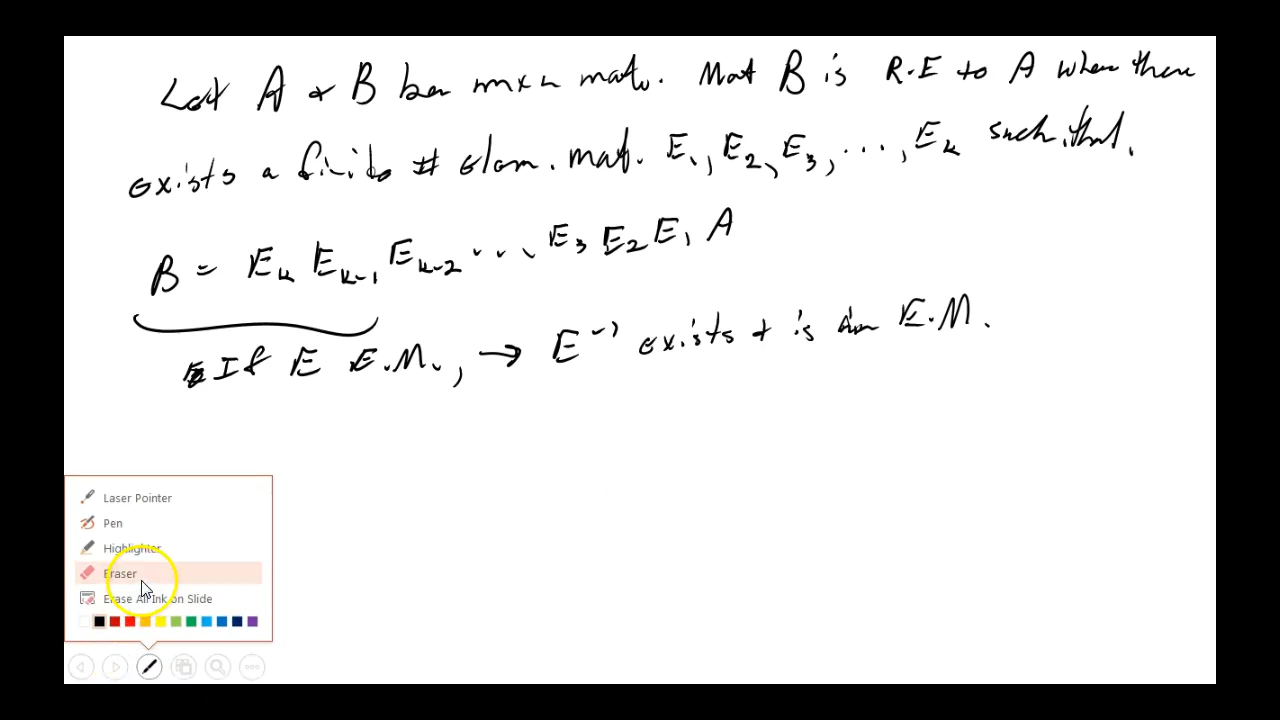 Let A & B be mxn mat. Mat B is R.E to A when there
exists a finite # elem. mat. E1, E2, E3, ..., Ek such that.
B = Ek Ek-1 Ek-2 ... E3 E2 E1 A
If E E.M., → E^-1 exists + is an E.M.
Laser Pointer
Pen
Highlighter
Eraser
Erase All Ink on Slide